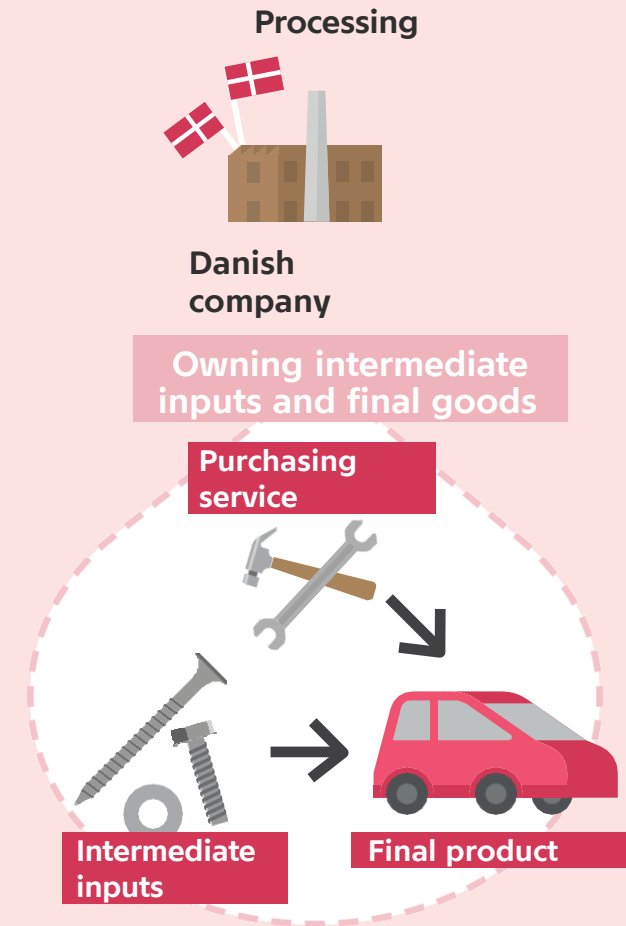 Processing
Danish
company
Owning intermediate
inputs and final goods
Purchasing
service
Intermediate
inputs
Final product